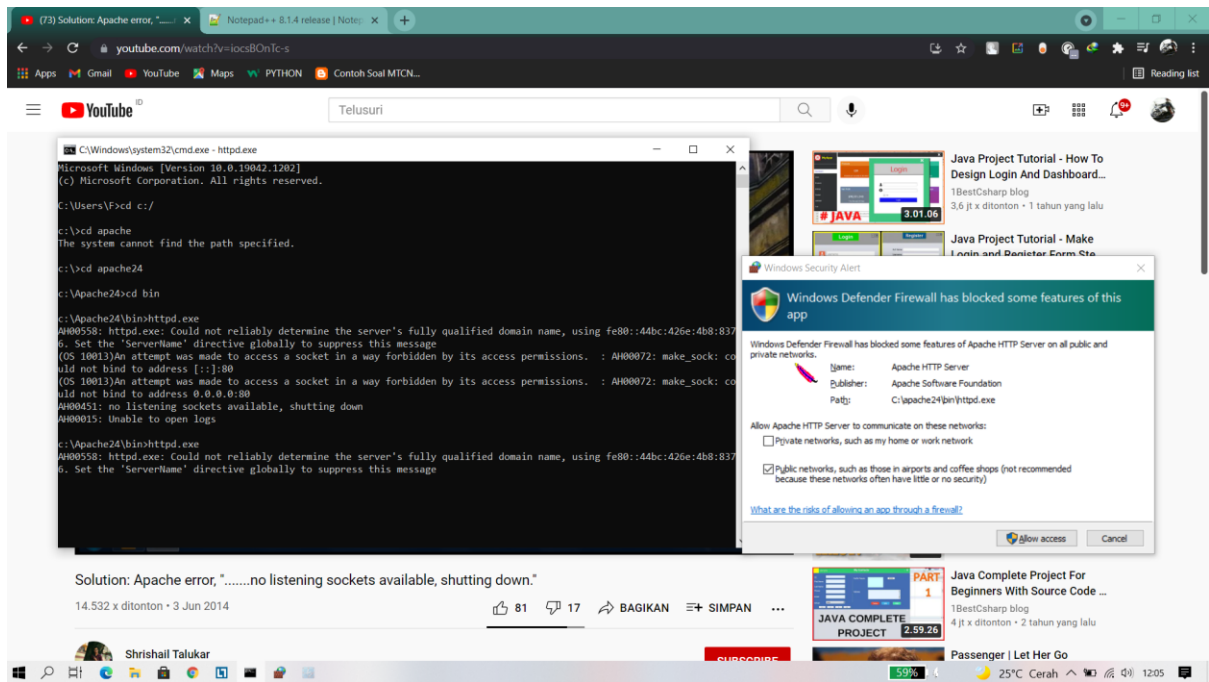 (73) Solution: Apache error, "......
Notepad++ 8.1.4 release | Notep
youtube.com/watch?v=iocsBOnTc-s
Apps
Gmail
YouTube
Maps
PYTHON
Contoh Soal MTCN...
Reading list
YouTube ID
Telusuri
9+
C:\Windows\system32\cmd.exe - httpd.exe
Microsoft Windows [Version 10.0.19042.1202]
(c) Microsoft Corporation. All rights reserved.
C:\Users\F>cd c:/
c:\>cd apache
The system cannot find the path specified.
c:\>cd apache24
c:\Apache24>cd bin
c:\Apache24\bin>httpd.exe
AH00558: httpd.exe: Could not reliably determine the server's fully qualified domain name, using fe80::44bc:426e:4b8:837
6. Set the 'ServerName' directive globally to suppress this message
(OS 10013)An attempt was made to access a socket in a way forbidden by its access permissions.  : AH00072: make_sock: co
uld not bind to address [::]:80
(OS 10013)An attempt was made to access a socket in a way forbidden by its access permissions.  : AH00072: make_sock: co
uld not bind to address 0.0.0.0:80
AH00451: no listening sockets available, shutting down
AH00015: Unable to open logs
c:\Apache24\bin>httpd.exe
AH00558: httpd.exe: Could not reliably determine the server's fully qualified domain name, using fe80::44bc:426e:4b8:837
6. Set the 'ServerName' directive globally to suppress this message
Login
# JAVA
3.01.06
Java Project Tutorial - How To
Design Login And Dashboard...
1BestCsharp blog
3,6 jt x ditonton • 1 tahun yang lalu
Login
Register
Java Project Tutorial - Make
Login and Register Form Ste
Windows Security Alert
Windows Defender Firewall has blocked some features of this
app
Windows Defender Firewall has blocked some features of Apache HTTP Server on all public and
private networks.
Name: Apache HTTP Server
Publisher: Apache Software Foundation
Path: C:\apache24\bin\httpd.exe
Allow Apache HTTP Server to communicate on these networks:
Private networks, such as my home or work network
Public networks, such as those in airports and coffee shops (not recommended
because these networks often have little or no security)
What are the risks of allowing an app through a firewall?
Allow access
Cancel
Solution: Apache error, ".......no listening sockets available, shutting down."
14.532 x ditonton • 3 Jun 2014
81
17
BAGIKAN
SIMPAN
Shrishail Talukar
SUBSCRIBE
PART
1
JAVA COMPLETE
PROJECT
2.59.26
Java Complete Project For
Beginners With Source Code ...
1BestCsharp blog
4 jt x ditonton • 2 tahun yang lalu
Passenger | Let Her Go
59%
25°C Cerah
12:05